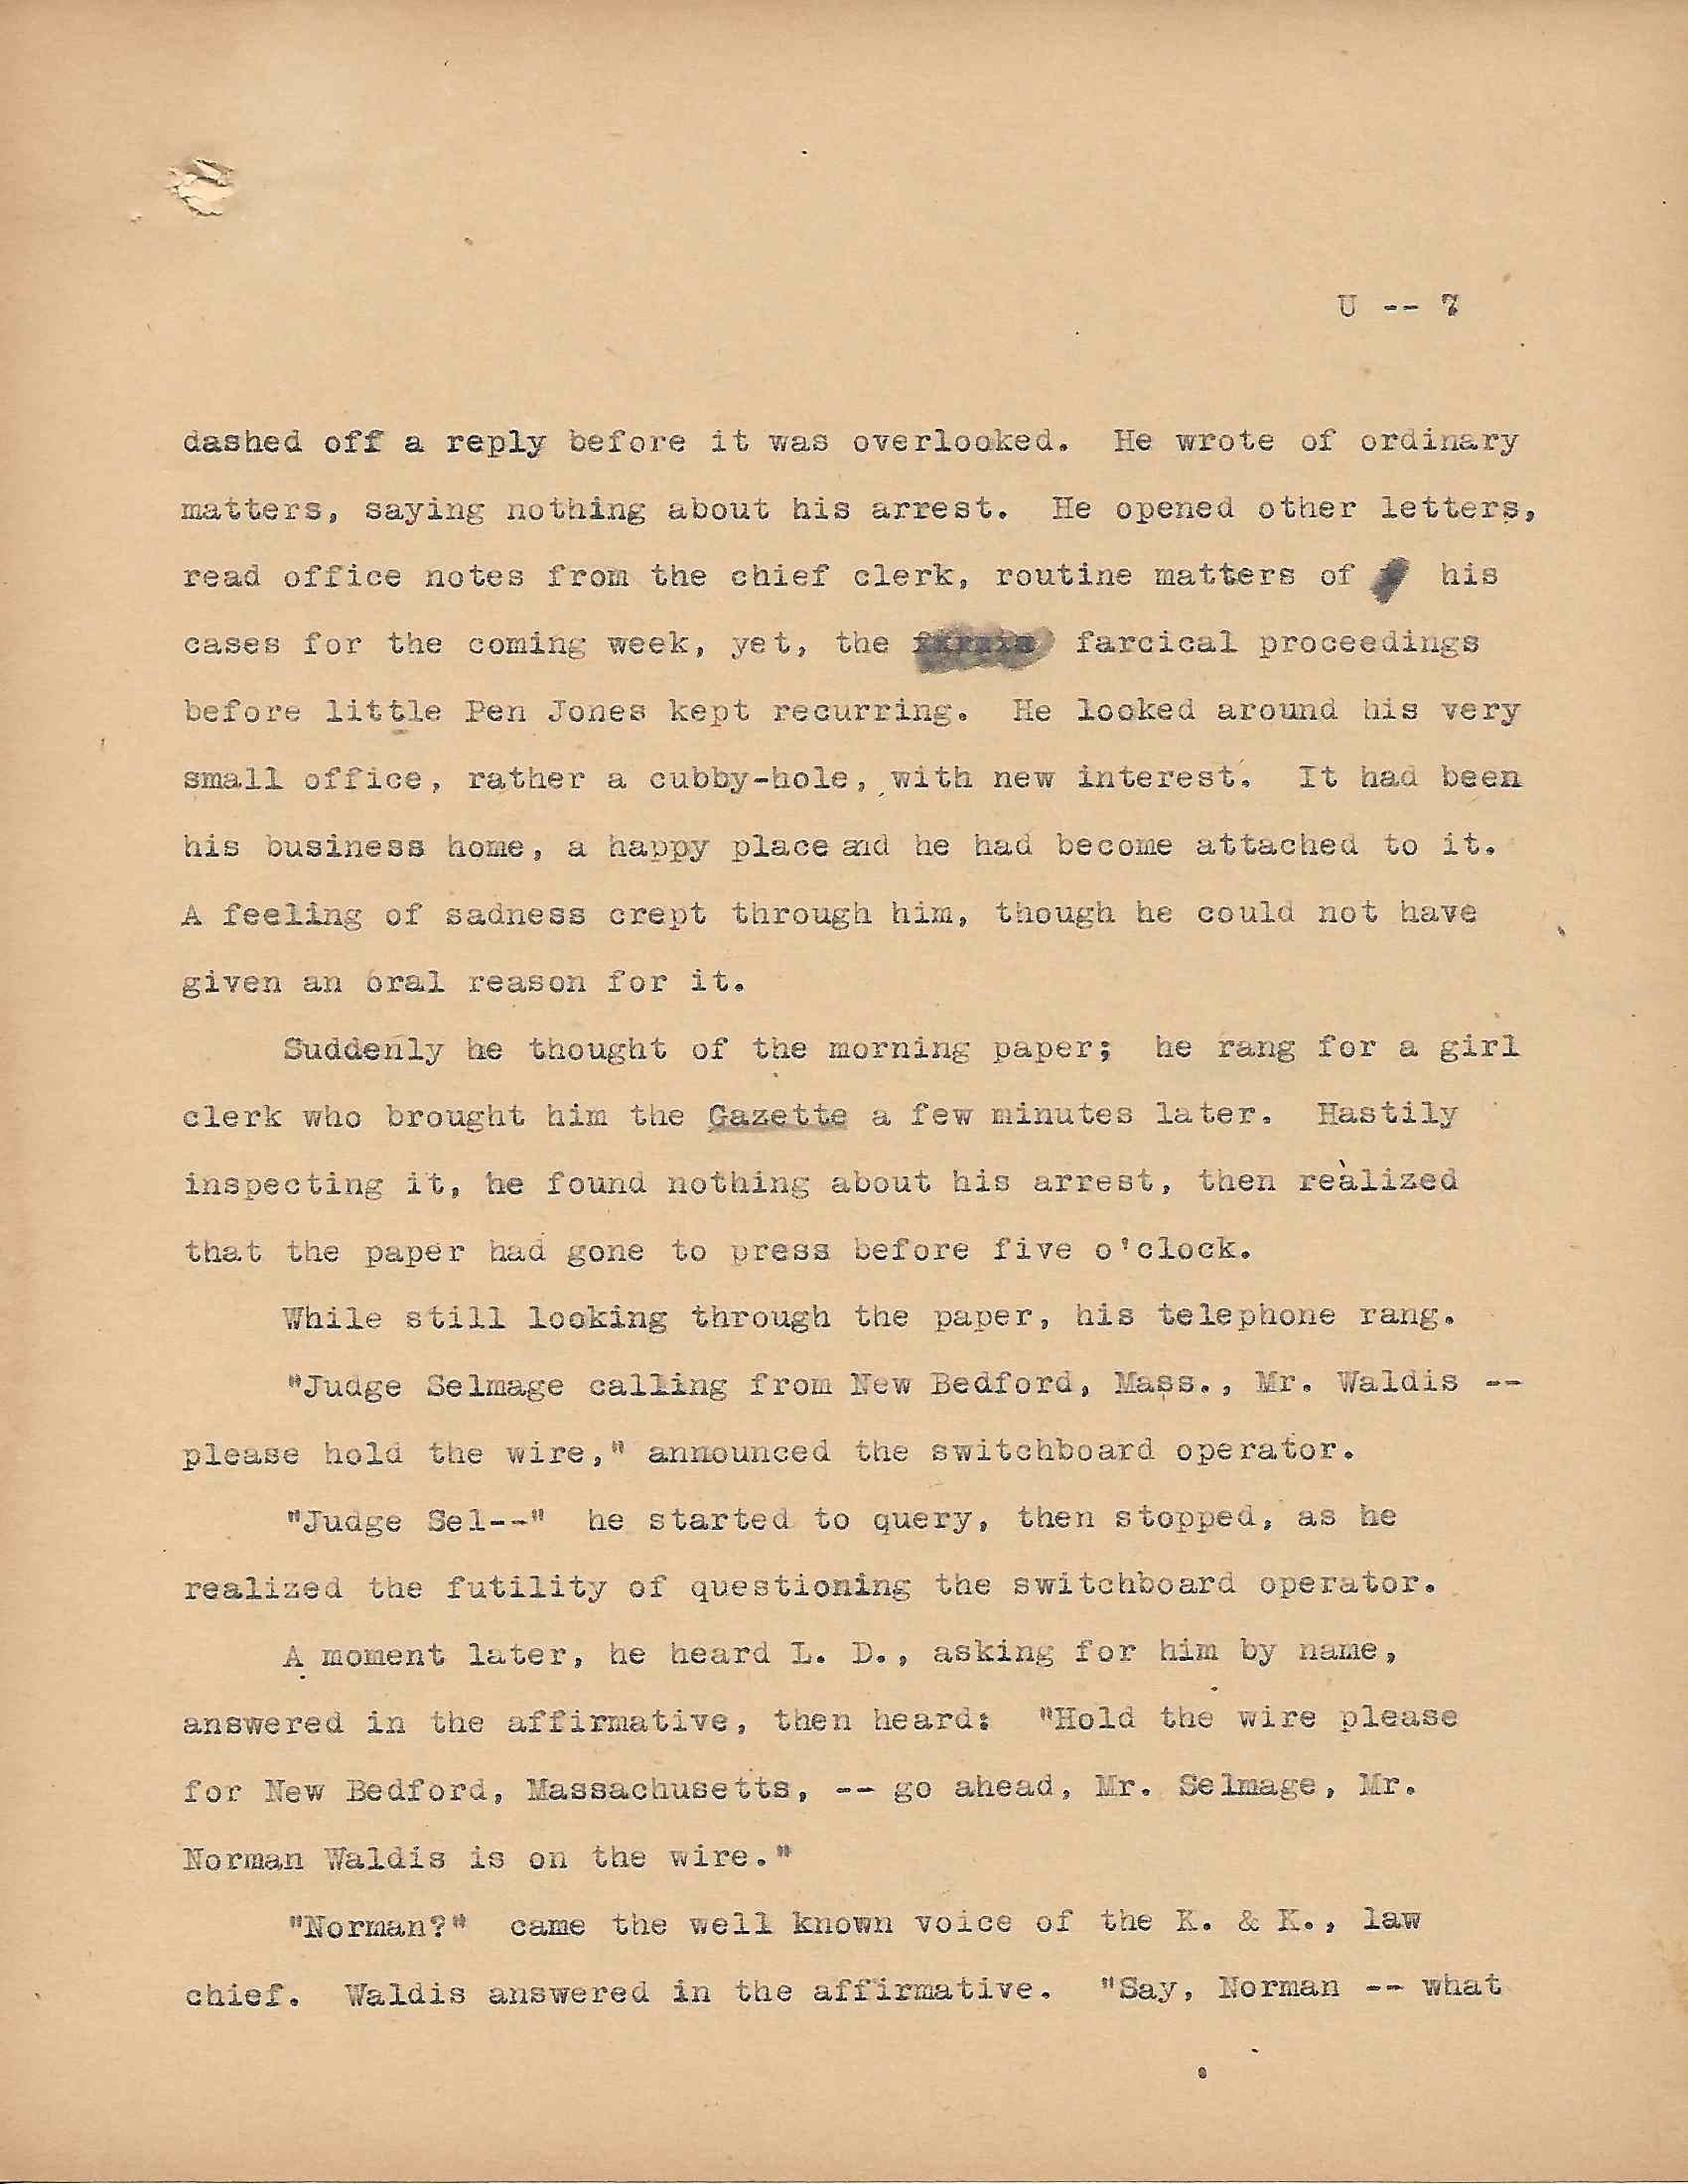 U -- 7
dashed off a reply before it was overlooked.  He wrote of ordinary
matters, saying nothing about his arrest.  He opened other letters,
read office notes from the chief clerk, routine matters of his
cases for the coming week, yet, the farcical proceedings
before little Pen Jones kept recurring.  He looked around his very
small office, rather a cubby-hole, with new interest.  It had been
his business home, a happy place and he had become attached to it.
A feeling of sadness crept through him, though he could not have
given an oral reason for it.
Suddenly he thought of the morning paper;  he rang for a girl
clerk who brought him the Gazette a few minutes later.  Hastily
inspecting it, he found nothing about his arrest, then realized
that the paper had gone to press before five o'clock.
While still looking through the paper, his telephone rang.
"Judge Selmage calling from New Bedford, Mass., Mr. Waldis --
please hold the wire," announced the switchboard operator.
"Judge Sel--"  he started to query, then stopped, as he
realized the futility of questioning the switchboard operator.
A moment later, he heard L. D., asking for him by name,
answered in the affirmative, then heard:  "Hold the wire please
for New Bedford, Massachusetts, -- go ahead, Mr. Selmage, Mr.
Norman Waldis is on the wire."
"Norman?"  came the well known voice of the K. & K., law
chief.  Waldis answered in the affirmative.  "Say, Norman -- what